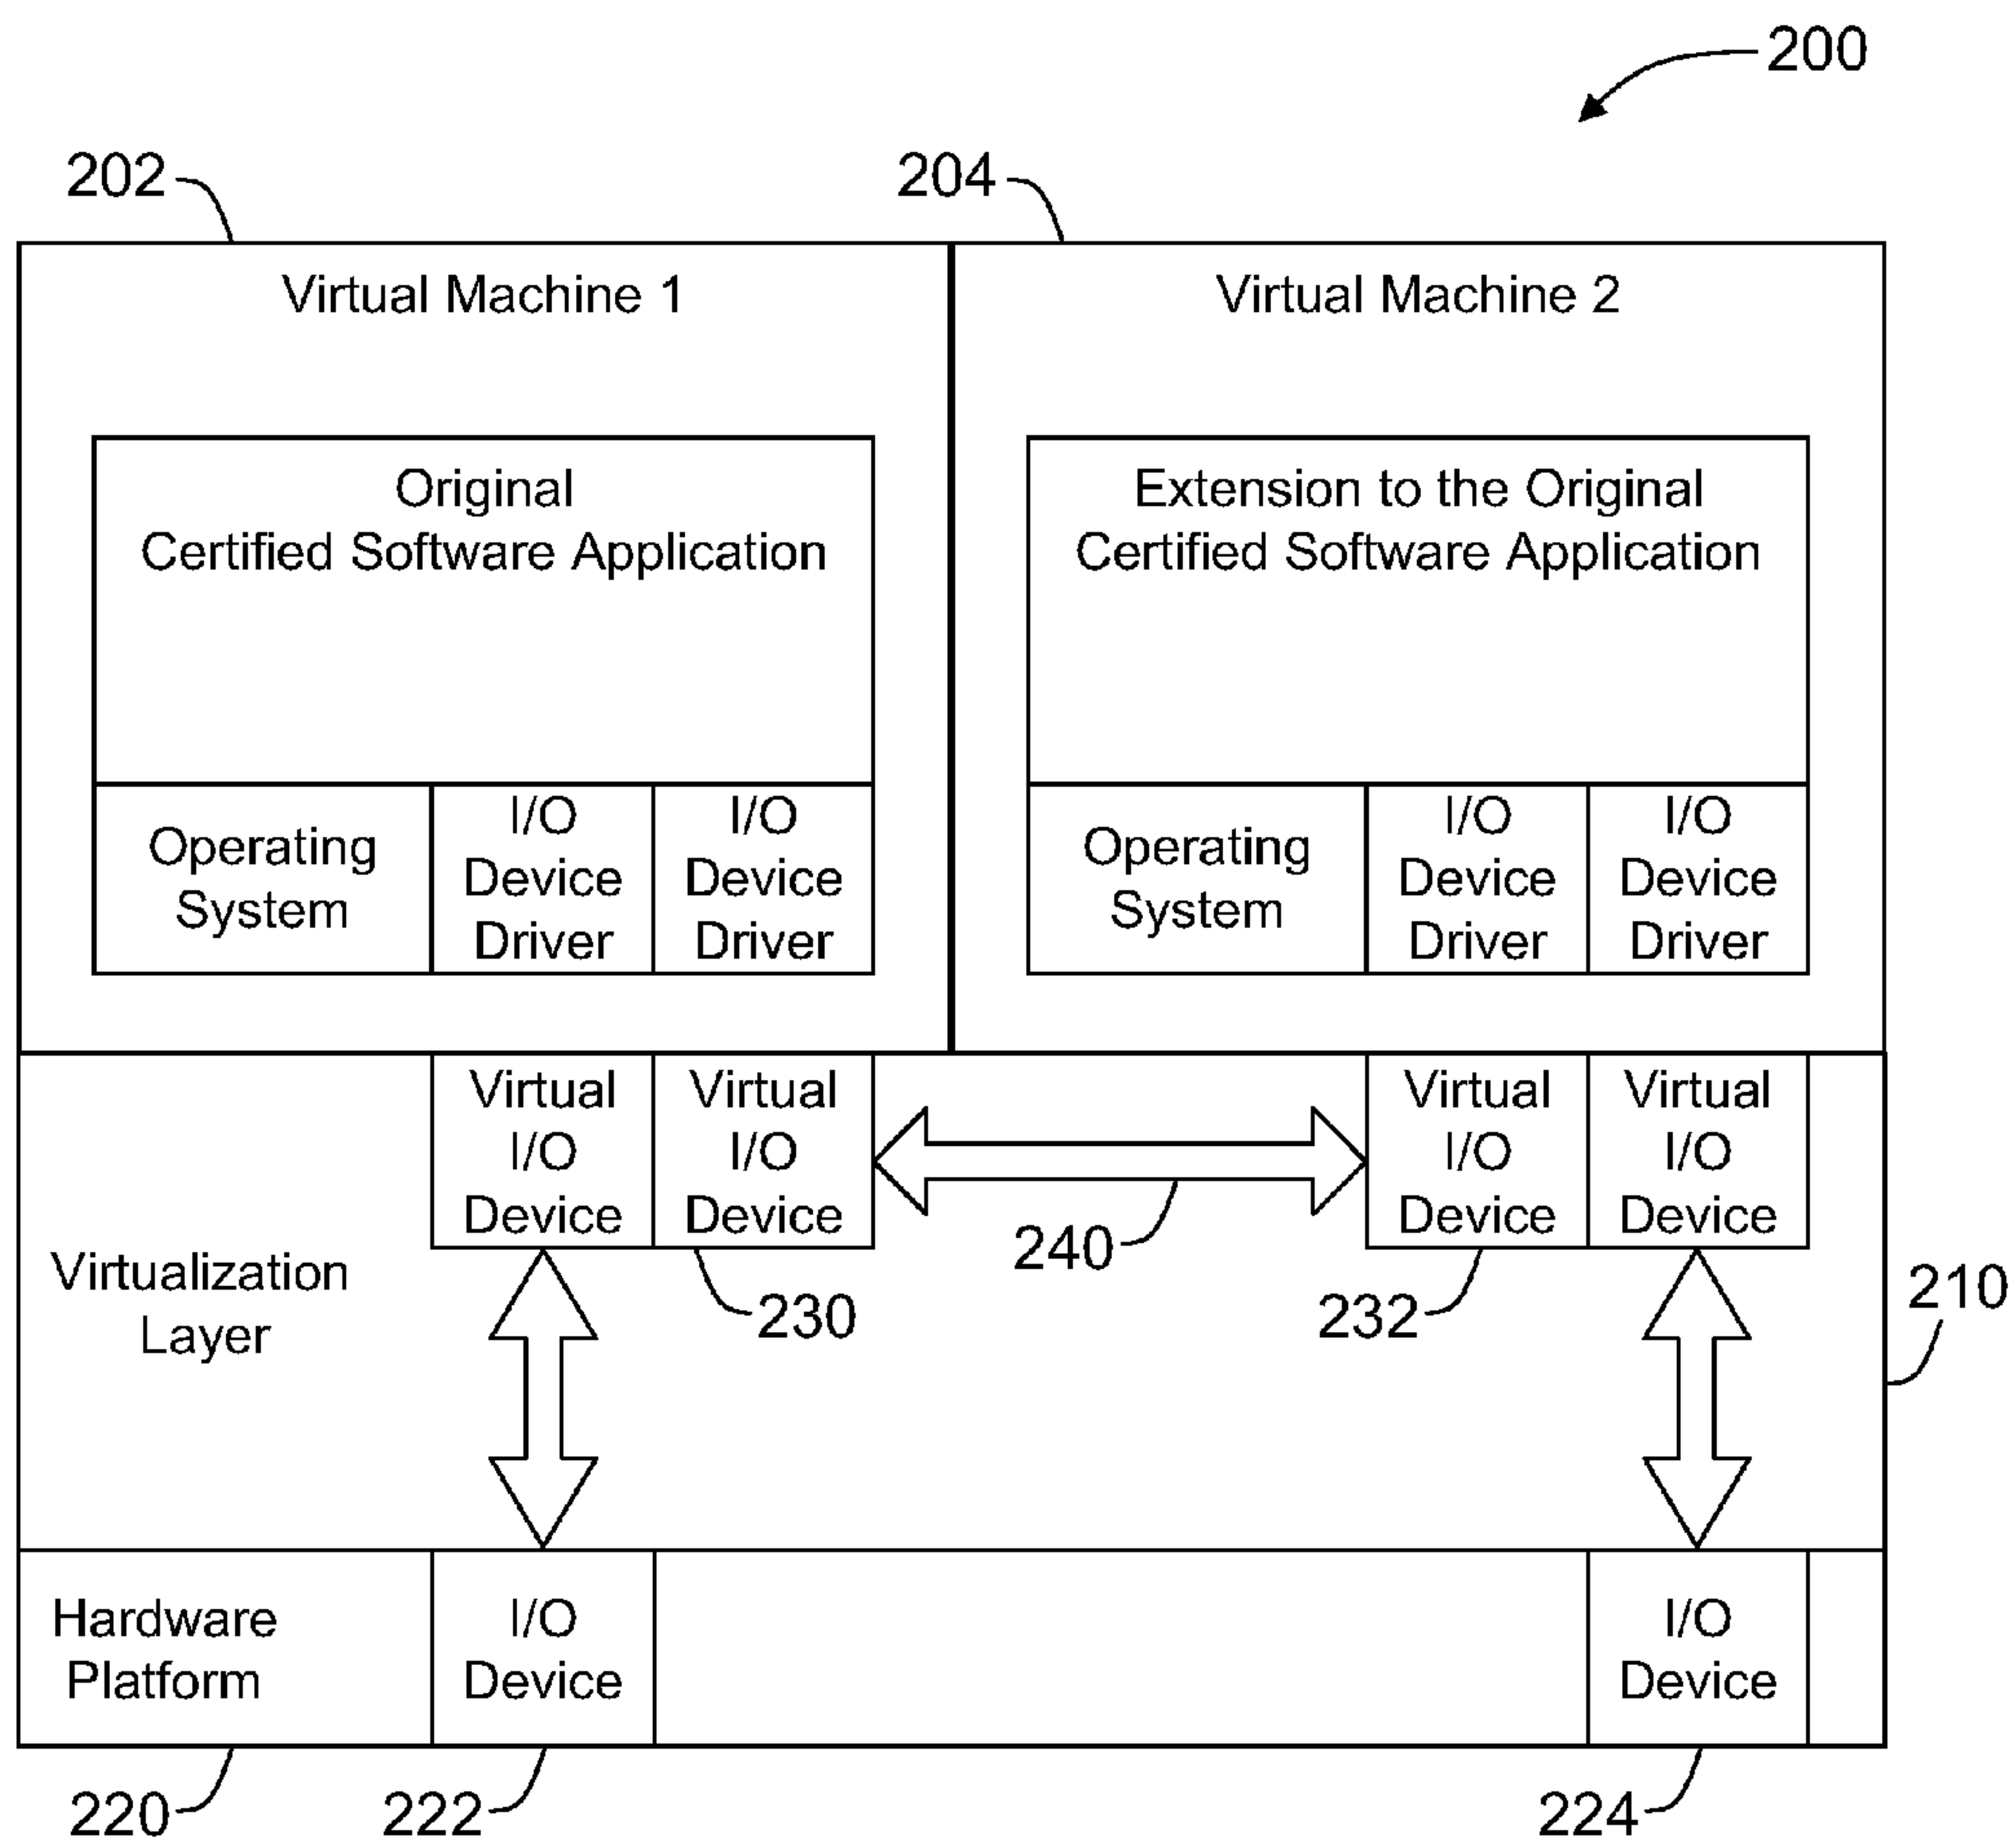 200
202
204
Virtual Machine 1
Virtual Machine 2
Original
Certified Software Application
Extension to the Original
Certified Software Application
Operating
System
I/O
Device
Driver
I/O
Device
Driver
Operating
System
I/O
Device
Driver
I/O
Device
Driver
Virtual
I/O
Device
Virtual
I/O
Device
Virtual
I/O
Device
Virtual
I/O
Device
240
230
232
210
Virtualization
Layer
Hardware
Platform
I/O
Device
I/O
Device
220
222
224